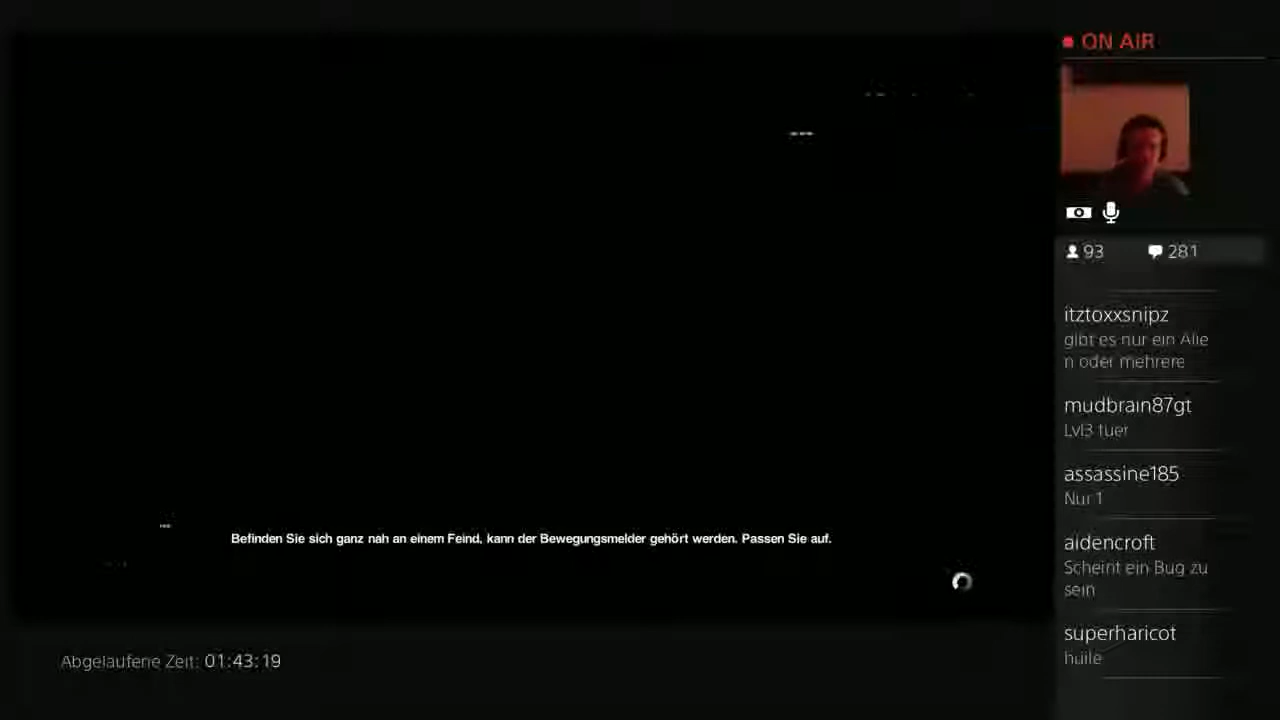 ON AIR
93 281
itztoxxsnipz
gibt es nur ein Alie
n oder mehrere
mudbrain87gt
Lvl3 tuer
assassine185
Nur 1
aidencroft
Scheint ein Bug zu
sein
superharicot
huile
Befinden Sie sich ganz nah an einem Feind, kann der Bewegungsmelder gehört werden. Passen Sie auf.
Abgelaufene Zeit: 01:43:19